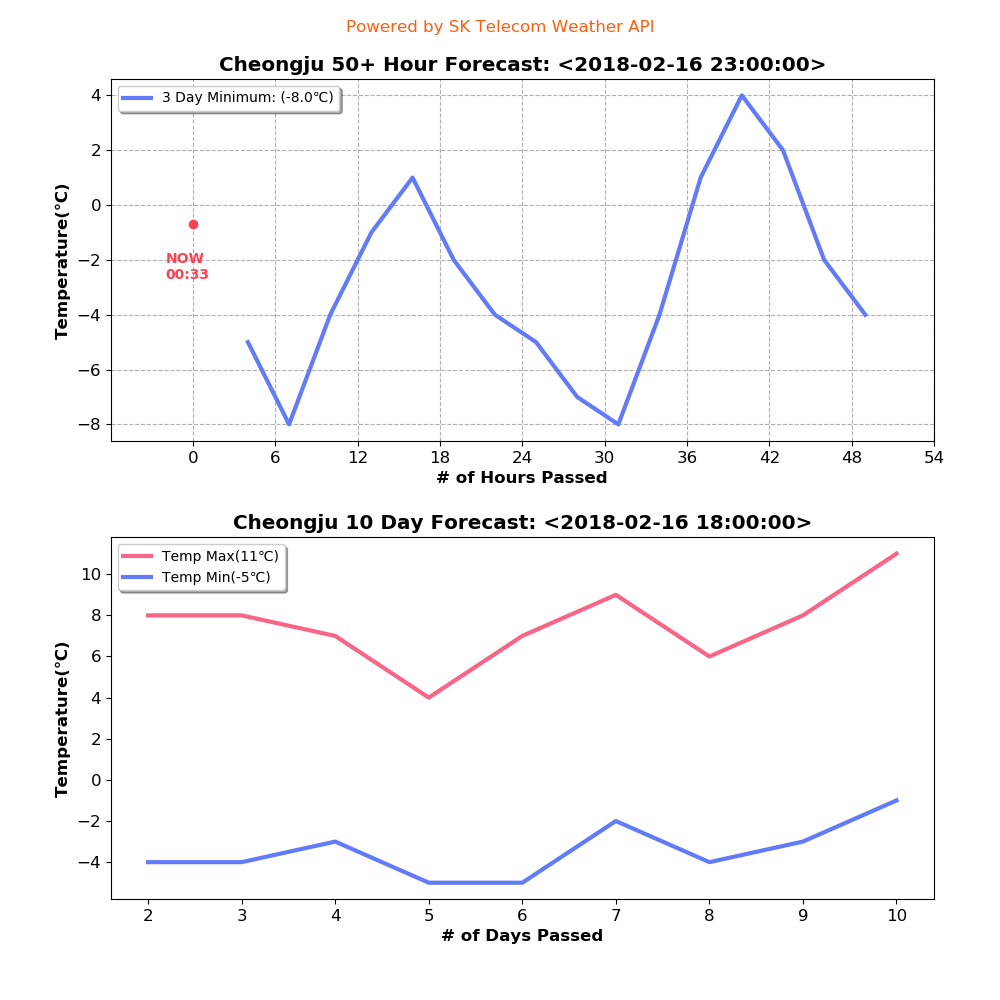 Powered by SK Telecom Weather API
Cheongju 50+ Hour Forecast: <2018-02-16 23:00:00>
3 Day Minimum: (-8.0℃)
4
2
0
−2
−4
−6
−8
Temperature(℃)
NOW
00:33
0 6 12 18 24 30 36 42 48 54
# of Hours Passed
Cheongju 10 Day Forecast: <2018-02-16 18:00:00>
Temp Max(11℃)
Temp Min(-5℃)
10
8
6
4
2
0
−2
−4
Temperature(℃)
2 3 4 5 6 7 8 9 10
# of Days Passed